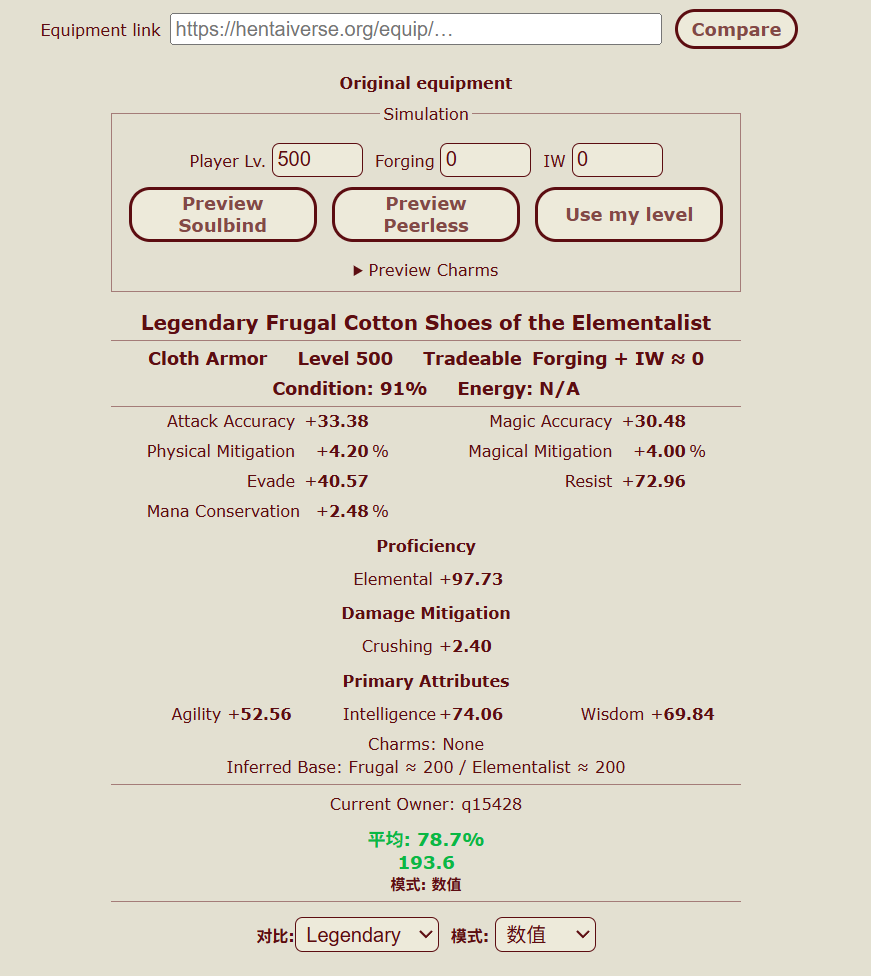 Equipment link https://hentaiverse.org/equip/… Compare
Original equipment
Simulation
Player Lv. 500 Forging 0 IW 0
Preview Soulbind Preview Peerless Use my level
▶ Preview Charms
Legendary Frugal Cotton Shoes of the Elementalist
Cloth Armor Level 500 Tradeable Forging + IW ≈ 0
Condition: 91% Energy: N/A
Attack Accuracy +33.38 Magic Accuracy +30.48
Physical Mitigation +4.20 % Magical Mitigation +4.00 %
Evade +40.57 Resist +72.96
Mana Conservation +2.48 %
Proficiency
Elemental +97.73
Damage Mitigation
Crushing +2.40
Primary Attributes
Agility +52.56 Intelligence +74.06 Wisdom +69.84
Charms: None
Inferred Base: Frugal ≈ 200 / Elementalist ≈ 200
Current Owner: q15428
平均: 78.7%
193.6
模式: 数值
对比: Legendary 模式: 数值